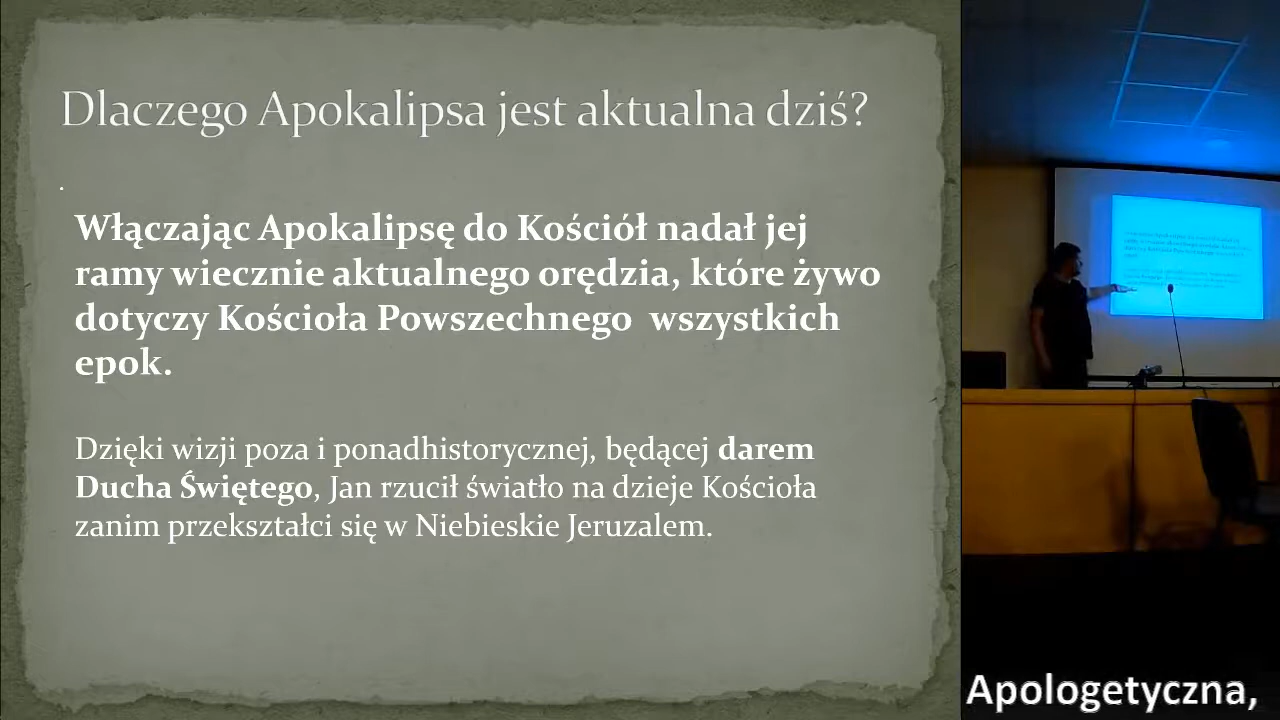 Dlaczego Apokalipsa jest aktualna dziś?
Włączając Apokalipsę do Kościół nadał jej
ramy wiecznie aktualnego orędzia, które żywo
dotyczy Kościoła Powszechnego wszystkich
epok.
Dzięki wizji poza i ponadhistorycznej, będącej darem
Ducha Świętego, Jan rzucił światło na dzieje Kościoła
zanim przekształci się w Niebieskie Jeruzalem.
Apologetyczna,